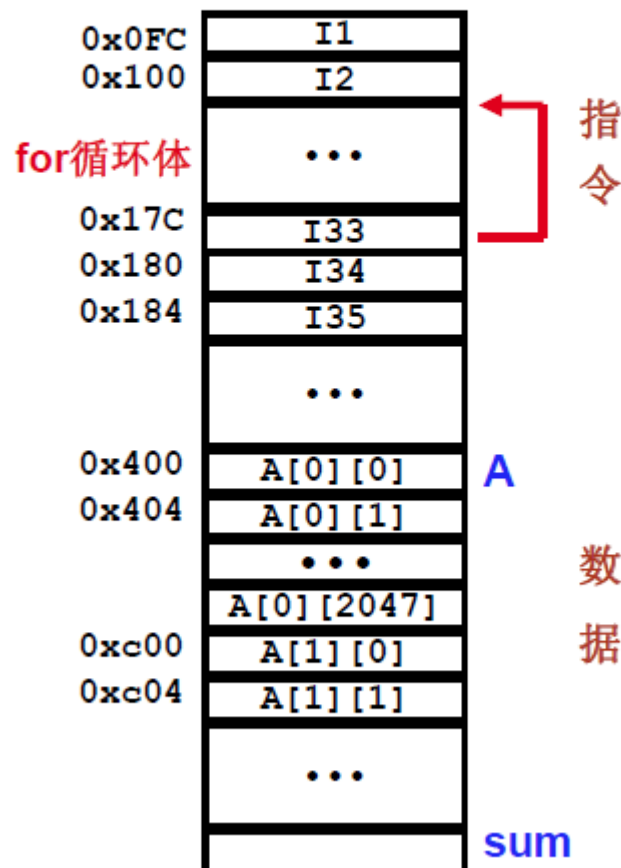 0x0FC I1
0x100 I2
for循环体 •••
指令
0x17C I33
0x180 I34
0x184 I35
•••
0x400 A[0][0] A
0x404 A[0][1]
•••
数据
A[0][2047]
0xc00 A[1][0]
0xc04 A[1][1]
•••
sum